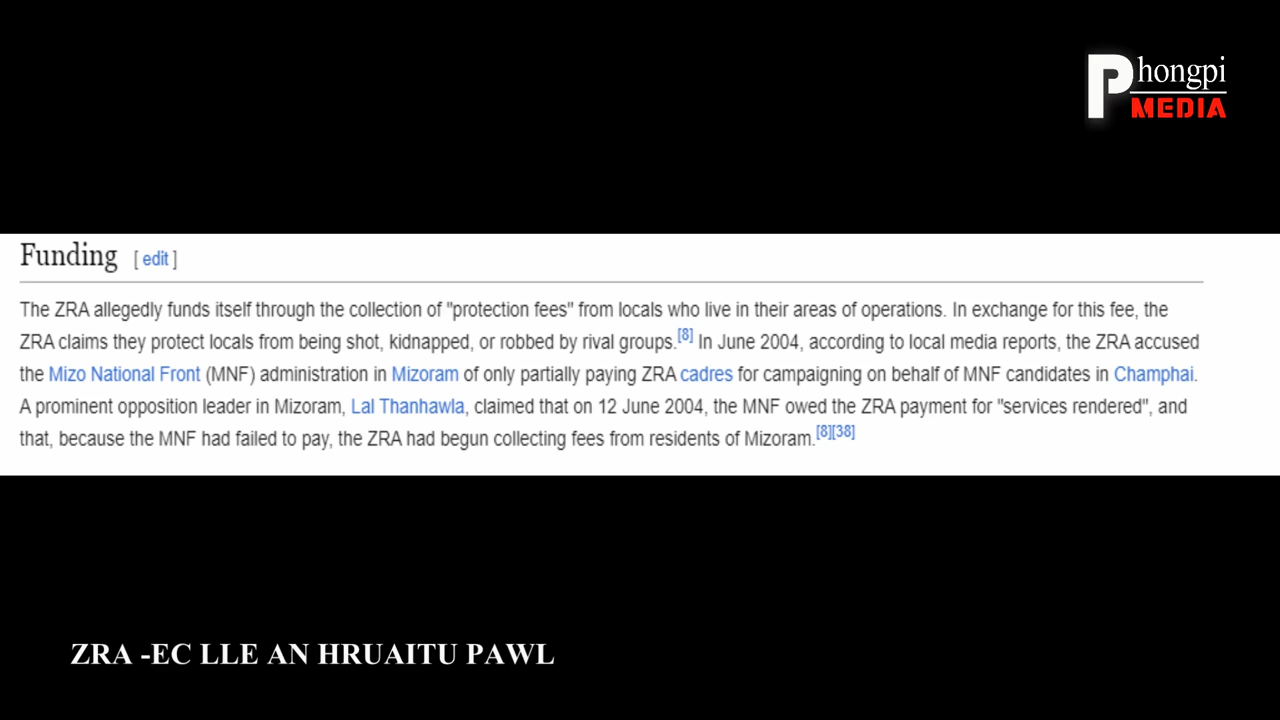 Phongpi
MEDIA
Funding [ edit ]
The ZRA allegedly funds itself through the collection of "protection fees" from locals who live in their areas of operations. In exchange for this fee, the
ZRA claims they protect locals from being shot, kidnapped, or robbed by rival groups.[8] In June 2004, according to local media reports, the ZRA accused
the Mizo National Front (MNF) administration in Mizoram of only partially paying ZRA cadres for campaigning on behalf of MNF candidates in Champhai.
A prominent opposition leader in Mizoram, Lal Thanhawla, claimed that on 12 June 2004, the MNF owed the ZRA payment for "services rendered", and
that, because the MNF had failed to pay, the ZRA had begun collecting fees from residents of Mizoram.[8][38]
ZRA -EC LLE AN HRUAITU PAWL